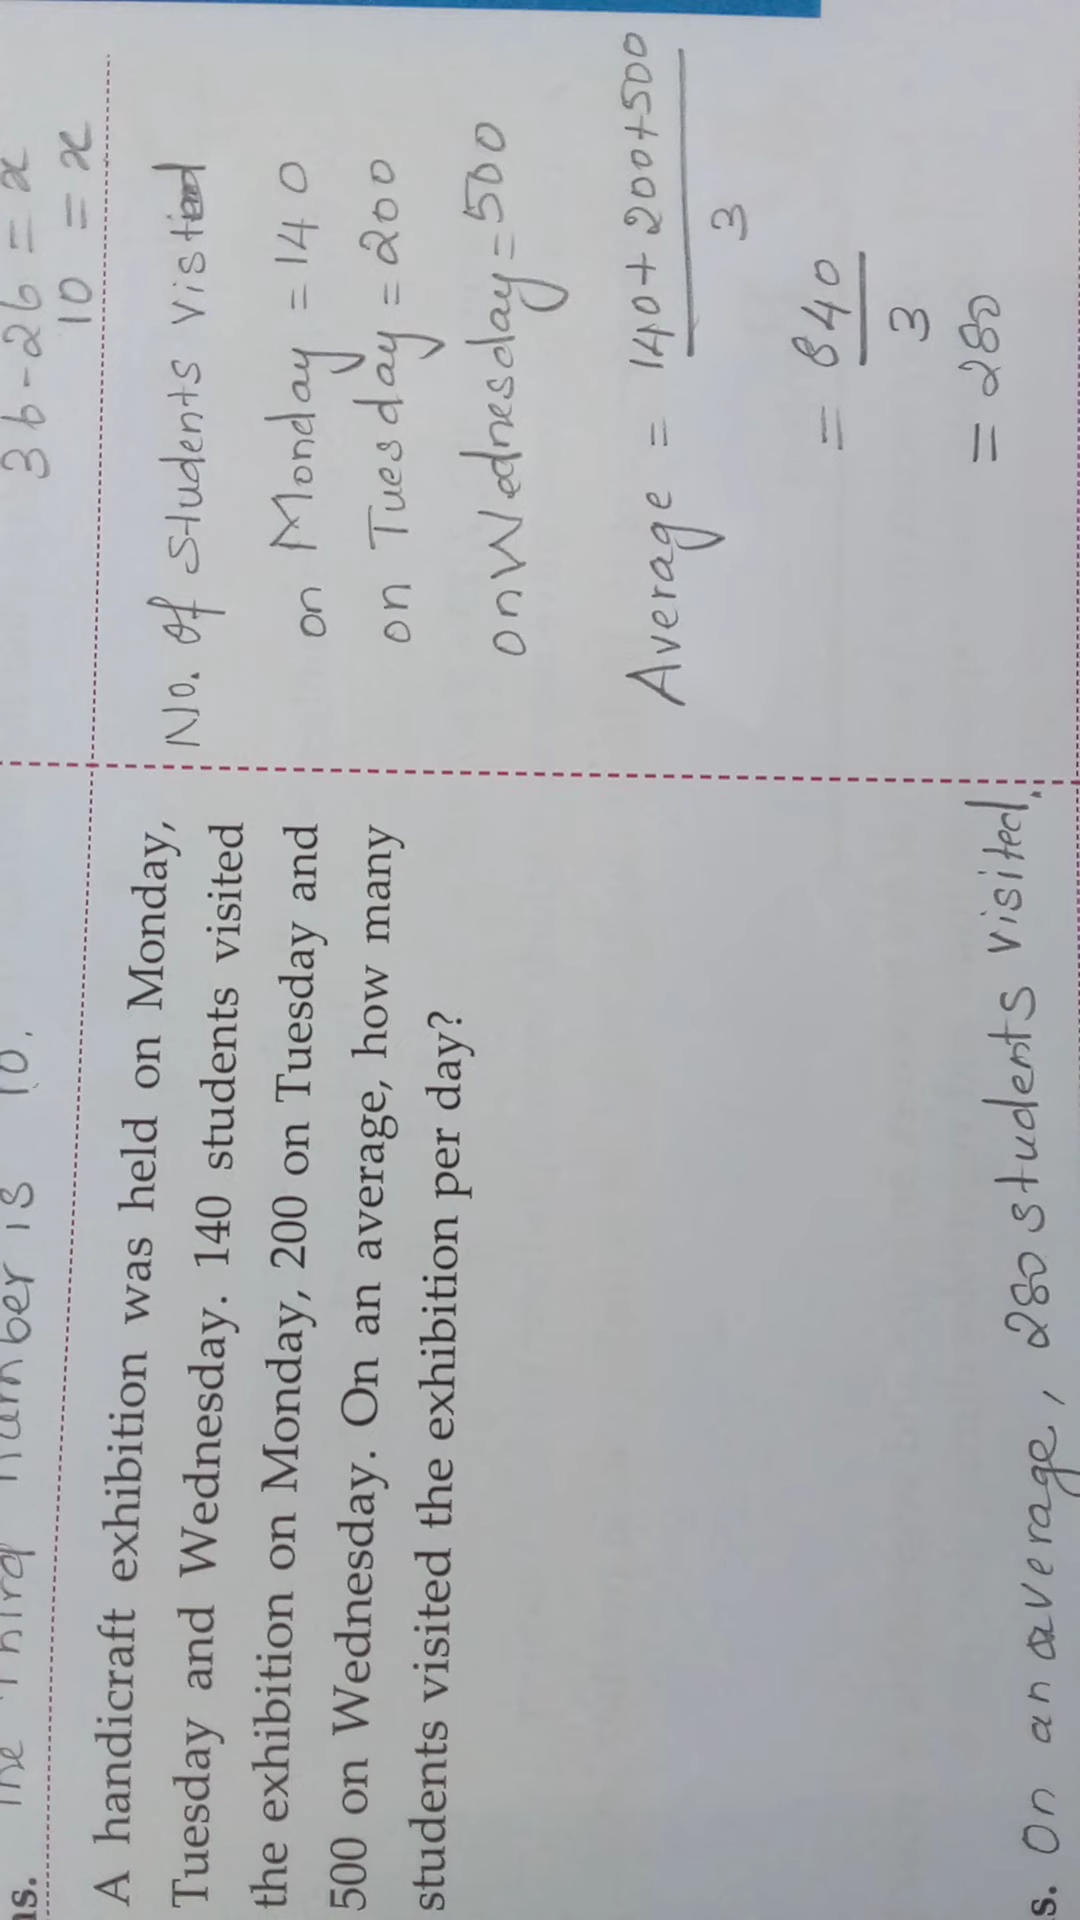 36-26=x
10 = x
ns. The Third number is 10.
A handicraft exhibition was held on Monday,
Tuesday and Wednesday. 140 students visited
the exhibition on Monday, 200 on Tuesday and
500 on Wednesday. On an average, how many
students visited the exhibition per day?
No. of students visited
on Monday = 140
on Tuesday = 200
on Wednesday = 500
Average = 140+200+500
3
= 840
3
= 280
s. On an average, 280 students visited.